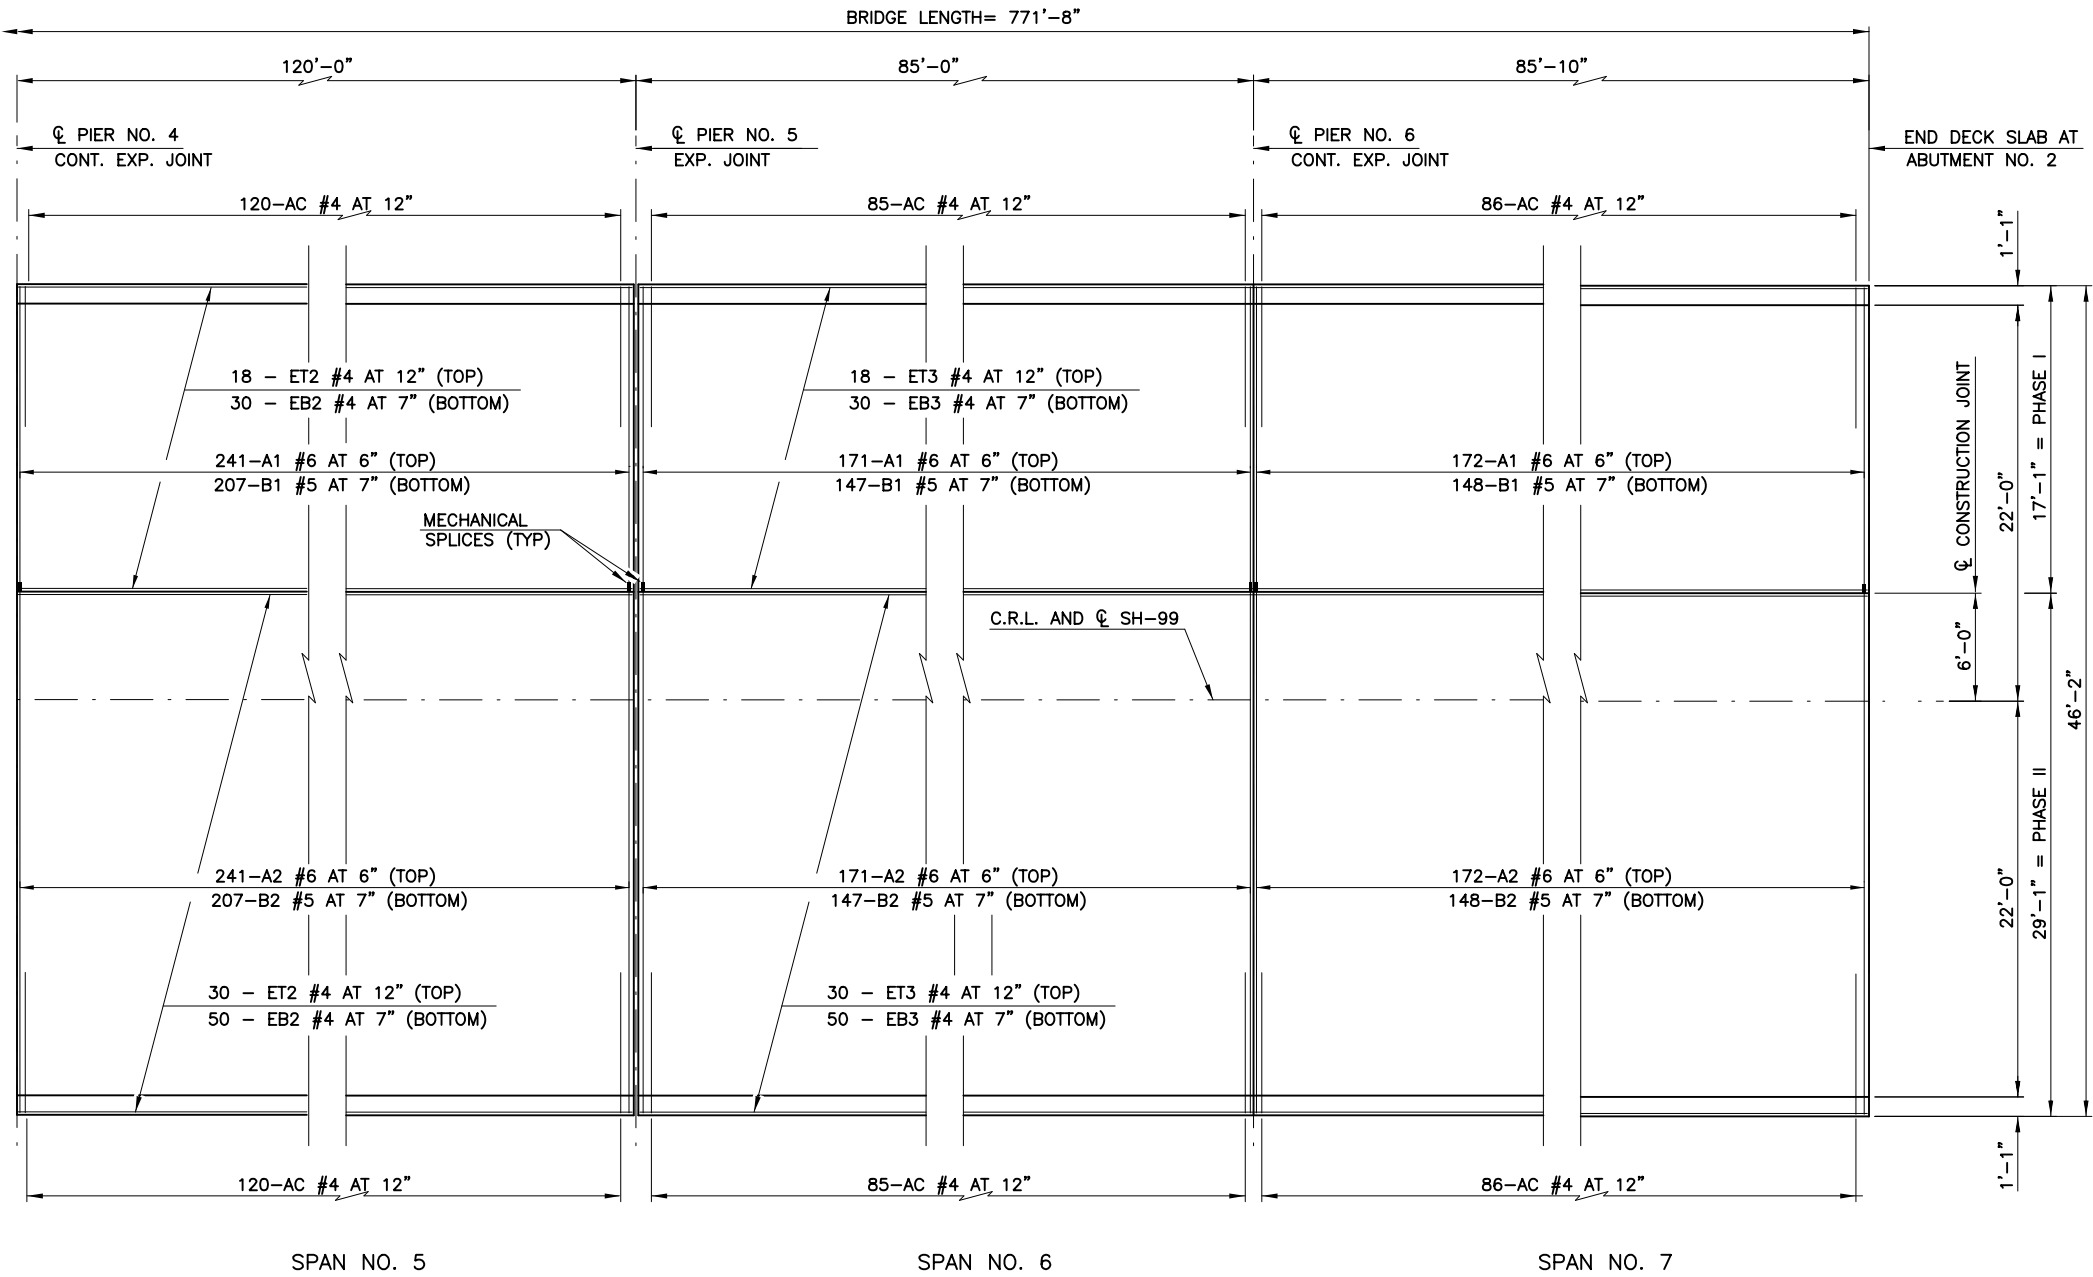 BRIDGE LENGTH= 771'-8"
120'-0"
85'-0"
85'-10"
℄ PIER NO. 4
CONT. EXP. JOINT
℄ PIER NO. 5
EXP. JOINT
℄ PIER NO. 6
CONT. EXP. JOINT
END DECK SLAB AT
ABUTMENT NO. 2
120-AC #4 AT 12"
85-AC #4 AT 12"
86-AC #4 AT 12"
1'-1"
18 - ET2 #4 AT 12" (TOP)
30 - EB2 #4 AT 7" (BOTTOM)
18 - ET3 #4 AT 12" (TOP)
30 - EB3 #4 AT 7" (BOTTOM)
241-A1 #6 AT 6" (TOP)
207-B1 #5 AT 7" (BOTTOM)
171-A1 #6 AT 6" (TOP)
147-B1 #5 AT 7" (BOTTOM)
172-A1 #6 AT 6" (TOP)
148-B1 #5 AT 7" (BOTTOM)
℄ CONSTRUCTION JOINT
22'-0"
17'-1" = PHASE I
MECHANICAL
SPLICES (TYP)
C.R.L. AND ℄ SH-99
6'-0"
46'-2"
241-A2 #6 AT 6" (TOP)
207-B2 #5 AT 7" (BOTTOM)
171-A2 #6 AT 6" (TOP)
147-B2 #5 AT 7" (BOTTOM)
172-A2 #6 AT 6" (TOP)
148-B2 #5 AT 7" (BOTTOM)
22'-0"
29'-1" = PHASE II
30 - ET2 #4 AT 12" (TOP)
50 - EB2 #4 AT 7" (BOTTOM)
30 - ET3 #4 AT 12" (TOP)
50 - EB3 #4 AT 7" (BOTTOM)
1'-1"
120-AC #4 AT 12"
85-AC #4 AT 12"
86-AC #4 AT 12"
SPAN NO. 5
SPAN NO. 6
SPAN NO. 7